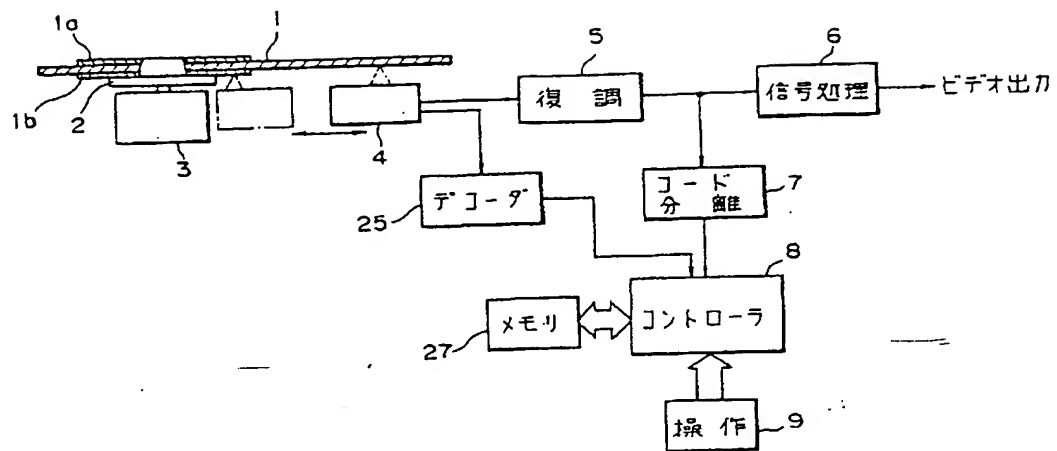 1a
1
1b
2
3
4
5
復調
6
信号処理
ビデオ出力
コード
分離
7
デコーダ
25
8
コントローラ
メモリ
27
操作
9